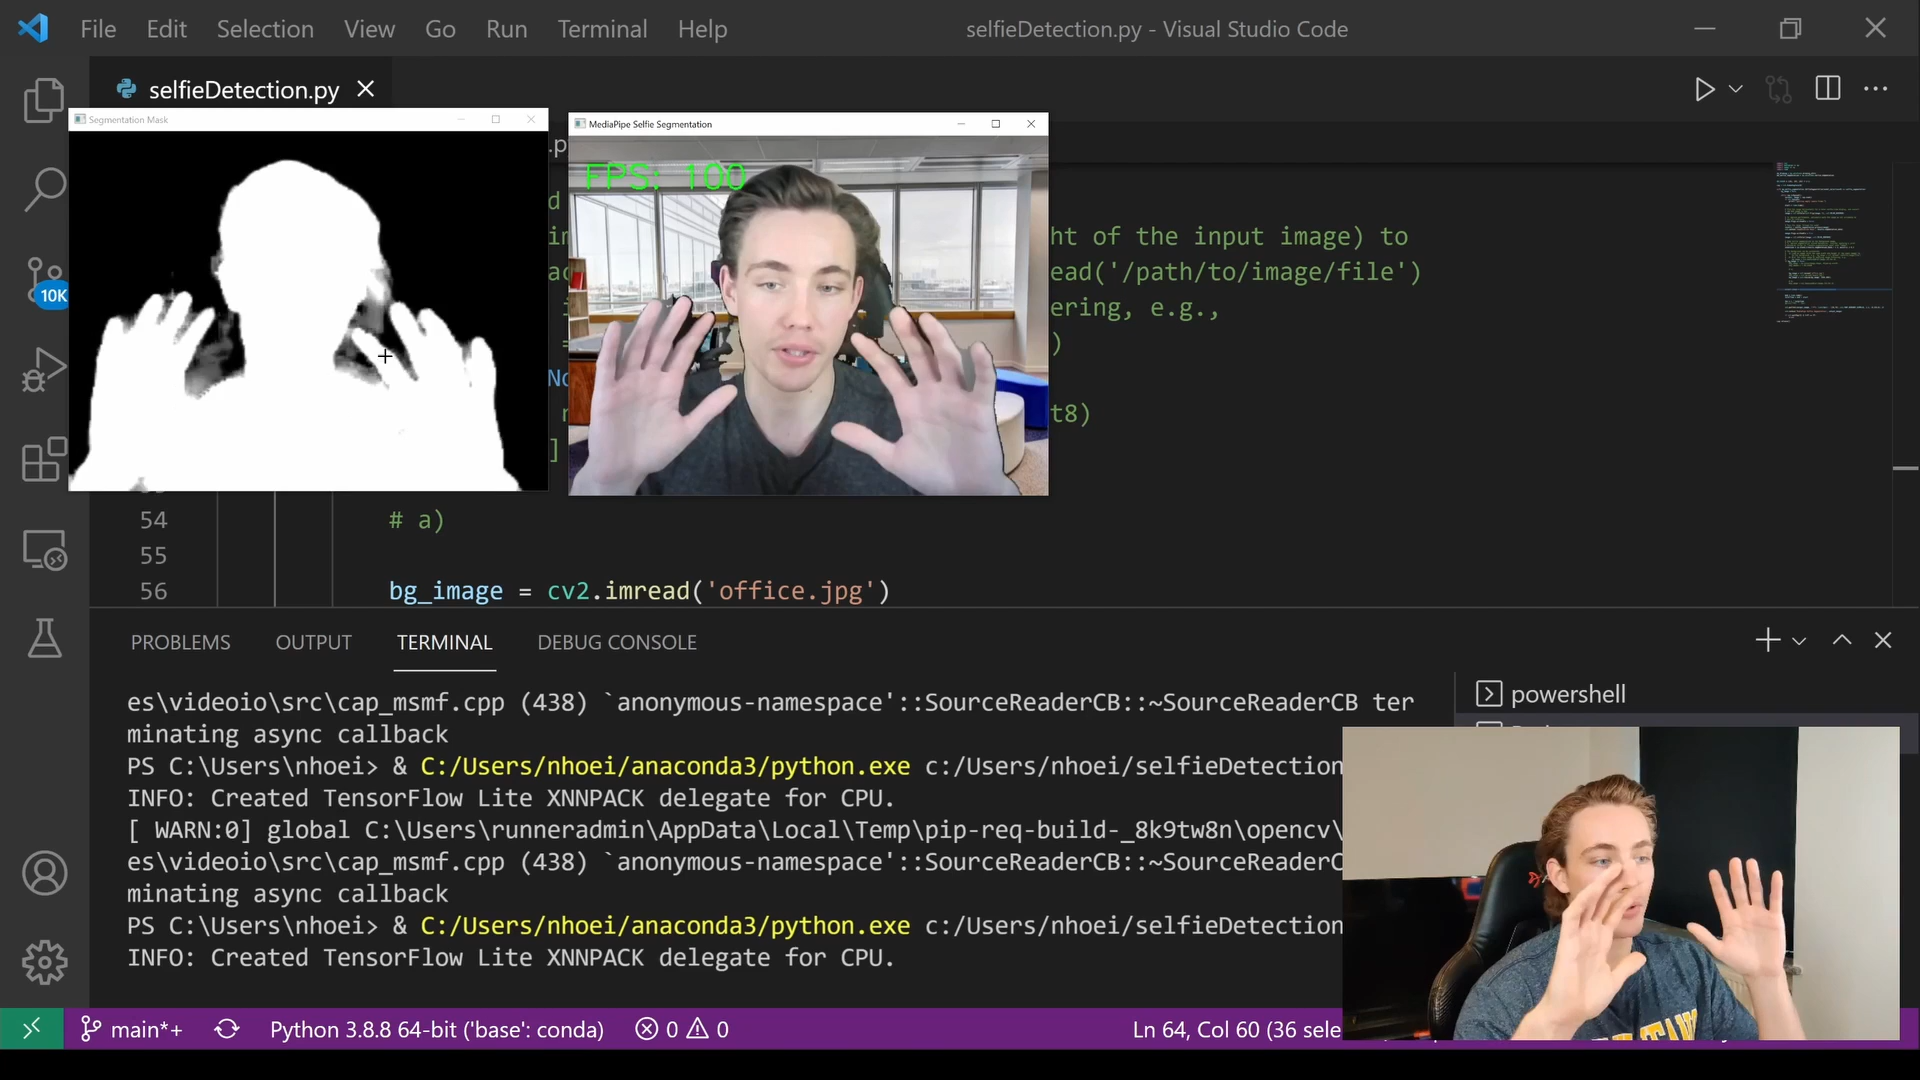 File Edit Selection View Go Run Terminal Help
selfieDetection.py - Visual Studio Code
selfieDetection.py
Segmentation Mask
MediaPipe Selfie Segmentation
.p
FPS: 100
d
ht of the input image) to
ead('/path/to/image/file')
ering, e.g.,
=
)
No
t8)
]
10K
54 # a)
55
56 bg_image = cv2.imread('office.jpg')
PROBLEMS OUTPUT TERMINAL DEBUG CONSOLE
es\videoio\src\cap_msmf.cpp (438) `anonymous-namespace'::SourceReaderCB::~SourceReaderCB ter
minating async callback
PS C:\Users\nhoei> & C:/Users/nhoei/anaconda3/python.exe c:/Users/nhoei/selfieDetection
INFO: Created TensorFlow Lite XNNPACK delegate for CPU.
[ WARN:0] global C:\Users\runneradmin\AppData\Local\Temp\pip-req-build-_8k9tw8n\opencv\
es\videoio\src\cap_msmf.cpp (438) `anonymous-namespace'::SourceReaderCB::~SourceReaderC
minating async callback
PS C:\Users\nhoei> & C:/Users/nhoei/anaconda3/python.exe c:/Users/nhoei/selfieDetection
INFO: Created TensorFlow Lite XNNPACK delegate for CPU.
powershell
main*+ Python 3.8.8 64-bit ('base': conda) 0 0 Ln 64, Col 60 (36 sele